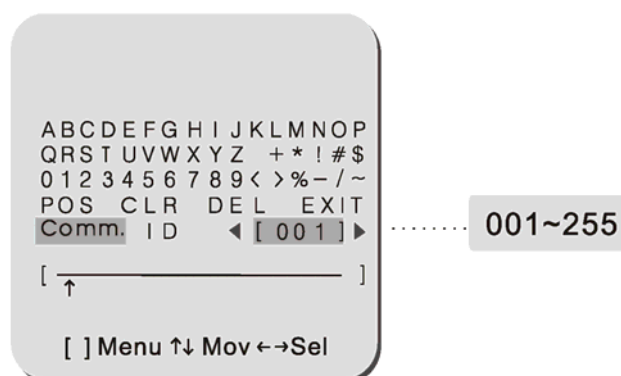 ABCDEFGHIJKLMNOP
QRSTUVWXYZ +*!#$
0123456789<>%-/~
POS CLR DEL EXIT
Comm. ID ◀ [001] ▶ ........ 001~255
[ ↑ ]
[ ] Menu ↑↓ Mov ←→Sel